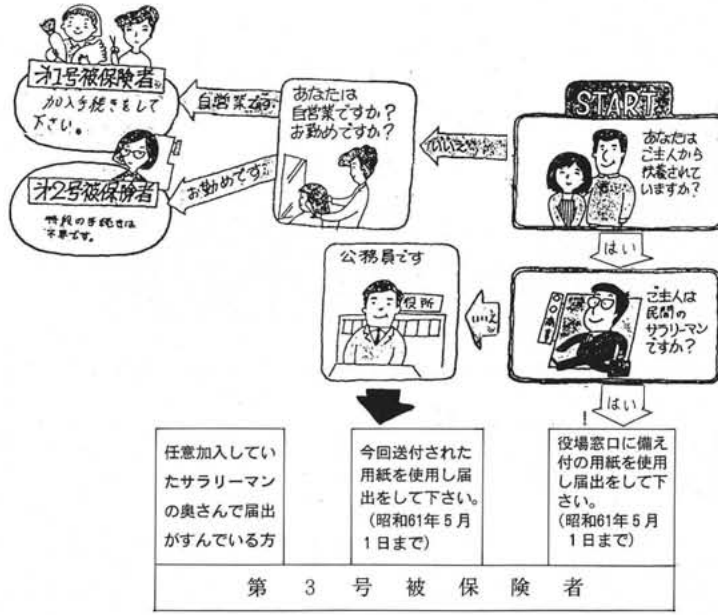 START
あなたは
ご主人から
扶養されて
いますか?
はい
いいえ
あなたは
自営業ですか?
お勤めですか?
自営業です
お勤めです
第1号被保険者
加入手続きをして
下さい。
第2号被保険者
特段の手続きは
不要です。
ご主人は
民間の
サラリーマン
ですか?
いいえ
公務員です
役所
はい
任意加入してい
たサラリーマン
の奥さんで届出
がすんでいる方
今回送付された
用紙を使用し届
出をして下さい。
(昭和61年5月
1日まで)
役場窓口に備え
付の用紙を使用
し届出をして下
さい。
(昭和61年5月
1日まで)
第3号被保険者